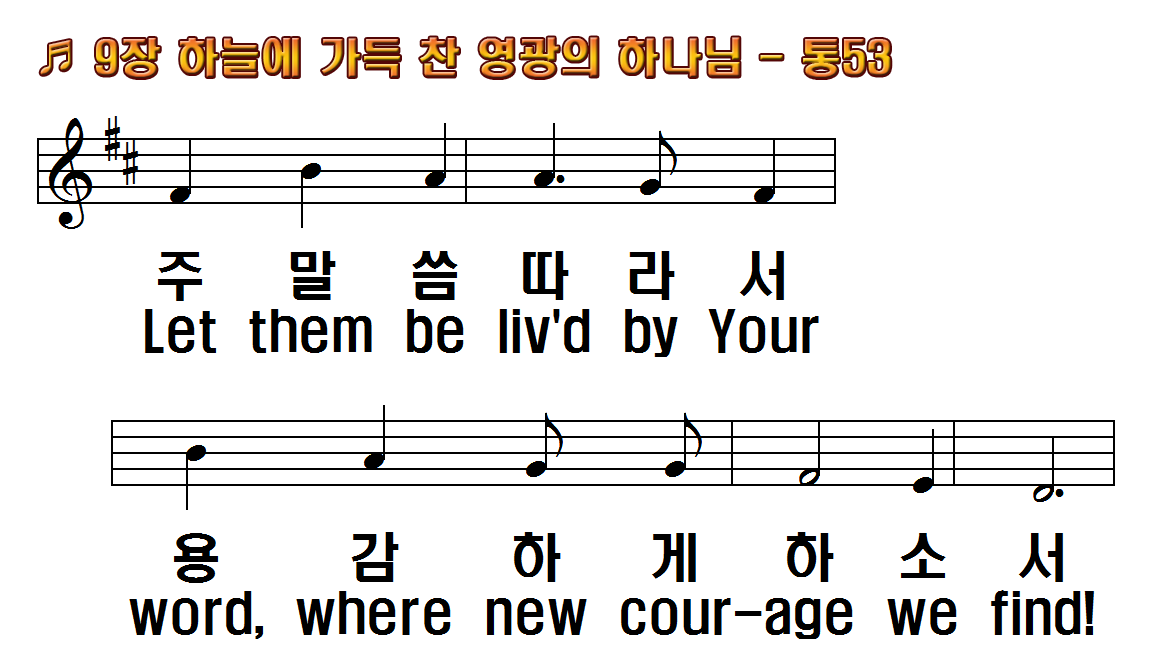 ♬ 9장 하늘에 가득 찬 영광의 하나님 - 통53
주 말 씀 따 라 서
Let them be liv'd by Your
용 감 하 게 하 소 서
word, where new cour-age we find!